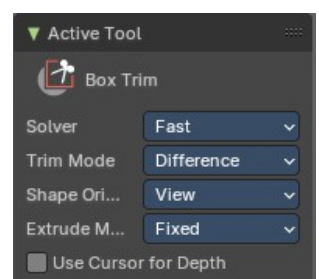 Active Tool
Box Trim
Solver Fast
Trim Mode Difference
Shape Ori... View
Extrude M... Fixed
Use Cursor for Depth